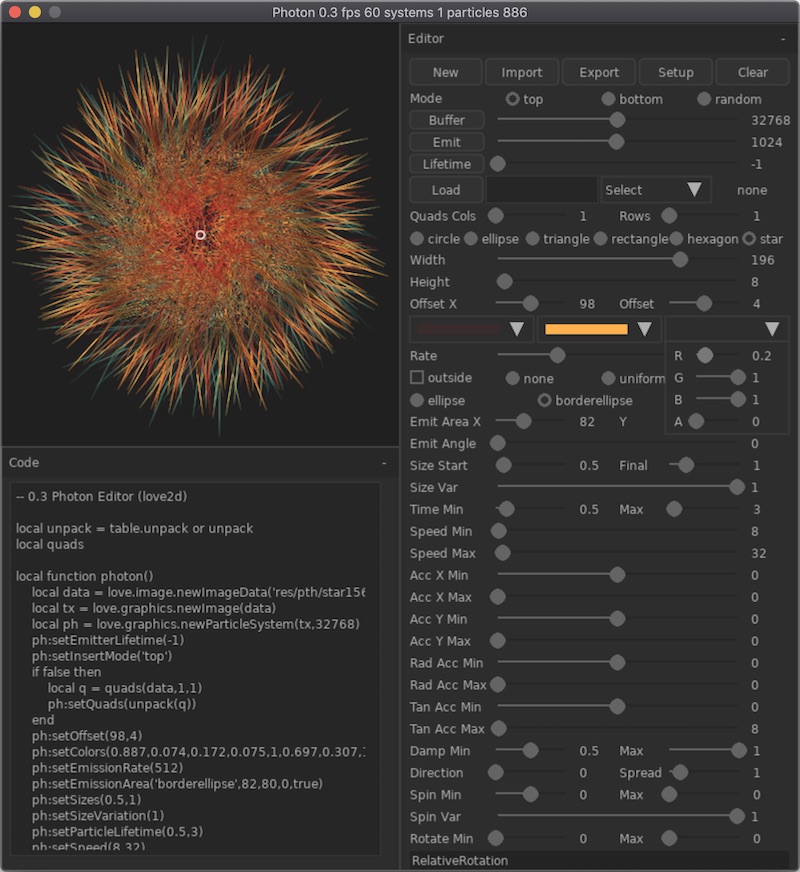 Photon 0.3 fps 60 systems 1 particles 886
Editor -
New Import Export Setup Clear
Mode top bottom random
Buffer 32768
Emit 1024
Lifetime -1
Load Select none
Quads Cols 1 Rows 1
circle ellipse triangle rectangle hexagon star
Width 196
Height 8
Offset X 98 Offset 4
Rate R 0.2
outside none uniform G 1
ellipse borderellipse B 1
Emit Area X 82 Y A 0
Emit Angle 0
Size Start 0.5 Final 1
Size Var 1
Time Min 0.5 Max 3
Speed Min 8
Speed Max 32
Acc X Min 0
Acc X Max 0
Acc Y Min 0
Acc Y Max 0
Rad Acc Min 0
Rad Acc Max 0
Tan Acc Min 0
Tan Acc Max 8
Damp Min 0.5 Max 1
Direction 0 Spread 1
Spin Min 0 Max 0
Spin Var 1
Rotate Min 0 Max 0
RelativeRotation
Code -
-- 0.3 Photon Editor (love2d)
local unpack = table.unpack or unpack
local quads
local function photon()
local data = love.image.newImageData('res/pth/star156
local tx = love.graphics.newImage(data)
local ph = love.graphics.newParticleSystem(tx,32768)
ph:setEmitterLifetime(-1)
ph:setInsertMode('top')
if false then
local q = quads(data,1,1)
ph:setQuads(unpack(q))
end
ph:setOffset(98,4)
ph:setColors(0.887,0.074,0.172,0.075,1,0.697,0.307,
ph:setEmissionRate(512)
ph:setEmissionArea('borderellipse',82,80,0,true)
ph:setSizes(0.5,1)
ph:setSizeVariation(1)
ph:setParticleLifetime(0.5,3)
ph:setSpeed(8,32)